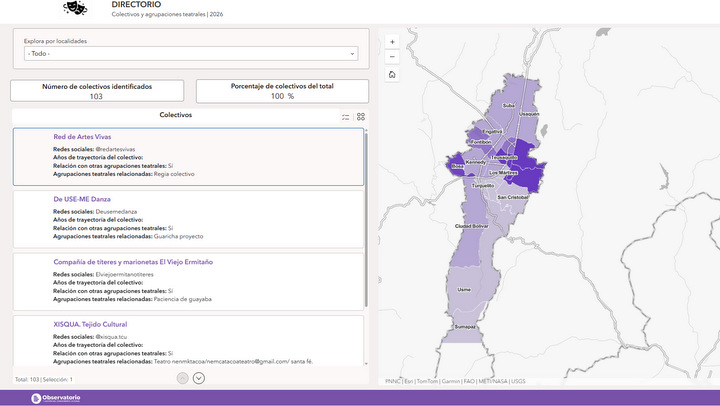 DIRECTORIO
Colectivos y agrupaciones teatrales | 2026
Explora por localidades
- Todo -
Número de colectivos identificados
103
Porcentaje de colectivos del total
100 %
Colectivos
Red de Artes Vivas
Redes sociales: @redartesvivas
Años de trayectoria del colectivo:
Relación con otras agrupaciones teatrales: Sí
Agrupaciones teatrales relacionadas: Regia colectivo
De USE-ME Danza
Redes sociales: Deusemedanza
Años de trayectoria del colectivo:
Relación con otras agrupaciones teatrales: Sí
Agrupaciones teatrales relacionadas: Guaricha proyecto
Compañia de títeres y marionetas El Viejo Ermitaño
Redes sociales: Elviejoermitanotiteres
Años de trayectoria del colectivo:
Relación con otras agrupaciones teatrales: Sí
Agrupaciones teatrales relacionadas: Paciencia de guayaba
XISQUA. Tejido Cultural
Redes sociales: @xisqua.tcu
Años de trayectoria del colectivo:
Relación con otras agrupaciones teatrales: Sí
Agrupaciones teatrales relacionadas: Teatro nenmktacoa/nemcatacoateatro@gmail.com/ santa fé.
Total: 103 | Selección: 1
+
−
Suba
Usaquén
Engativá
Fontibón
Teusaquillo
Bosa
Kennedy
Los Mártires
Tunjuelito
San Cristóbal
Ciudad Bolívar
Usme
Sumapaz
PNNC | Esri | TomTom | Garmin | FAO | METI/NASA | USGS
Observatorio